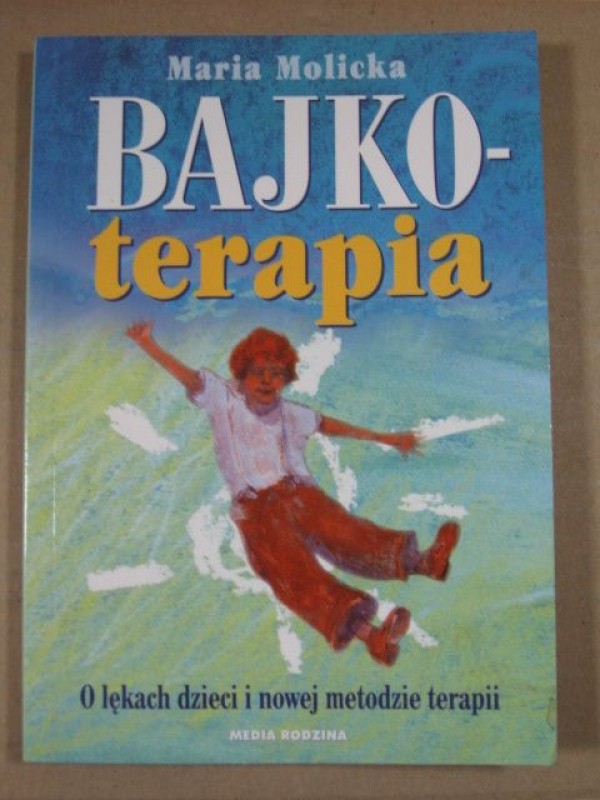 Maria Molicka
BAJKO-
terapia
O lękach dzieci i nowej metodzie terapii
MEDIA RODZINA